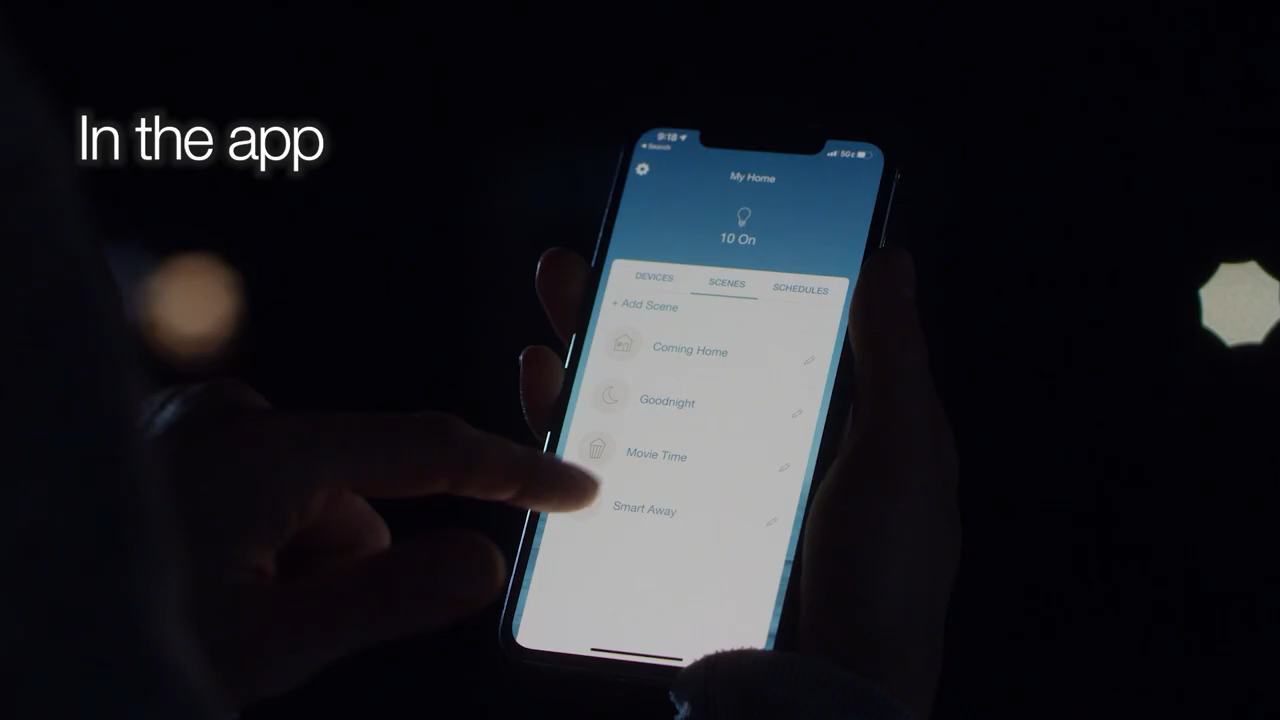 In the app
9:18
Search
5G
My Home
10 On
DEVICES SCENES SCHEDULES
+ Add Scene
Coming Home
Goodnight
Movie Time
Smart Away